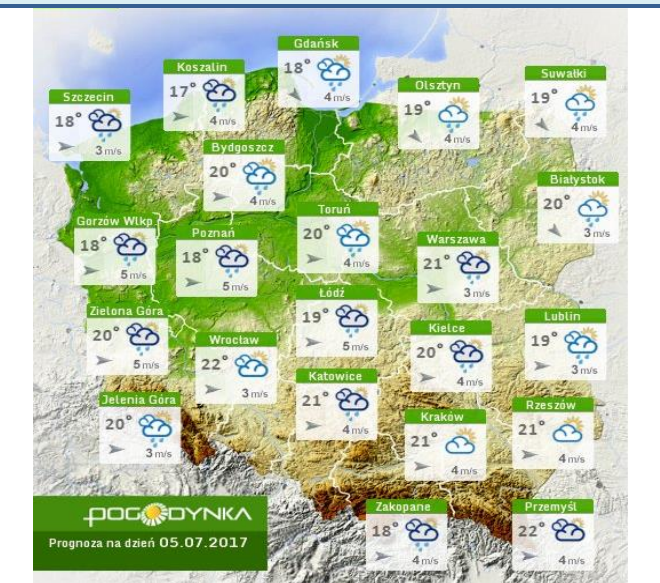 Gdańsk
18°
4 m/s
Koszalin
17°
4 m/s
Suwałki
19°
4 m/s
Olsztyn
19°
4 m/s
Szczecin
18°
3 m/s
Bydgoszcz
20°
4 m/s
Białystok
20°
3 m/s
Toruń
20°
4 m/s
Gorzów Wlkp
18°
5 m/s
Poznań
18°
5 m/s
Warszawa
21°
3 m/s
Łódź
19°
5 m/s
Zielona Góra
20°
5 m/s
Lublin
19°
3 m/s
Kielce
20°
4 m/s
Wrocław
22°
3 m/s
Katowice
21°
4 m/s
Jelenia Góra
20°
3 m/s
Rzeszów
21°
4 m/s
Kraków
21°
4 m/s
Zakopane
18°
4 m/s
Przemyśl
22°
4 m/s
POGODYNKA
Prognoza na dzień 05.07.2017